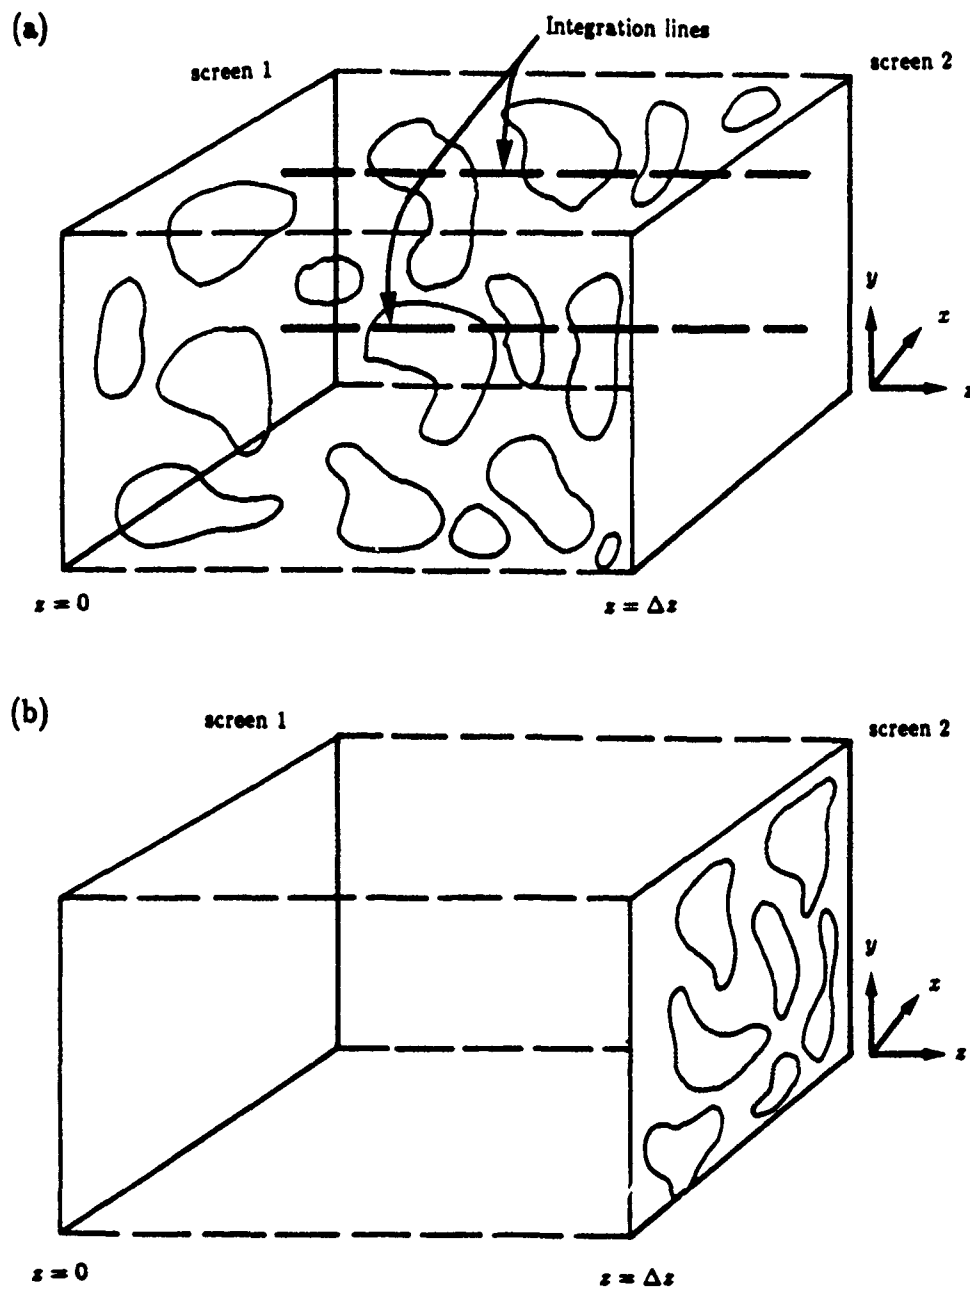 (a)
Integration lines
screen 1
screen 2
y
x
z
z = 0
z = Δz
(b)
screen 1
screen 2
y
x
z
z = 0
z = Δz